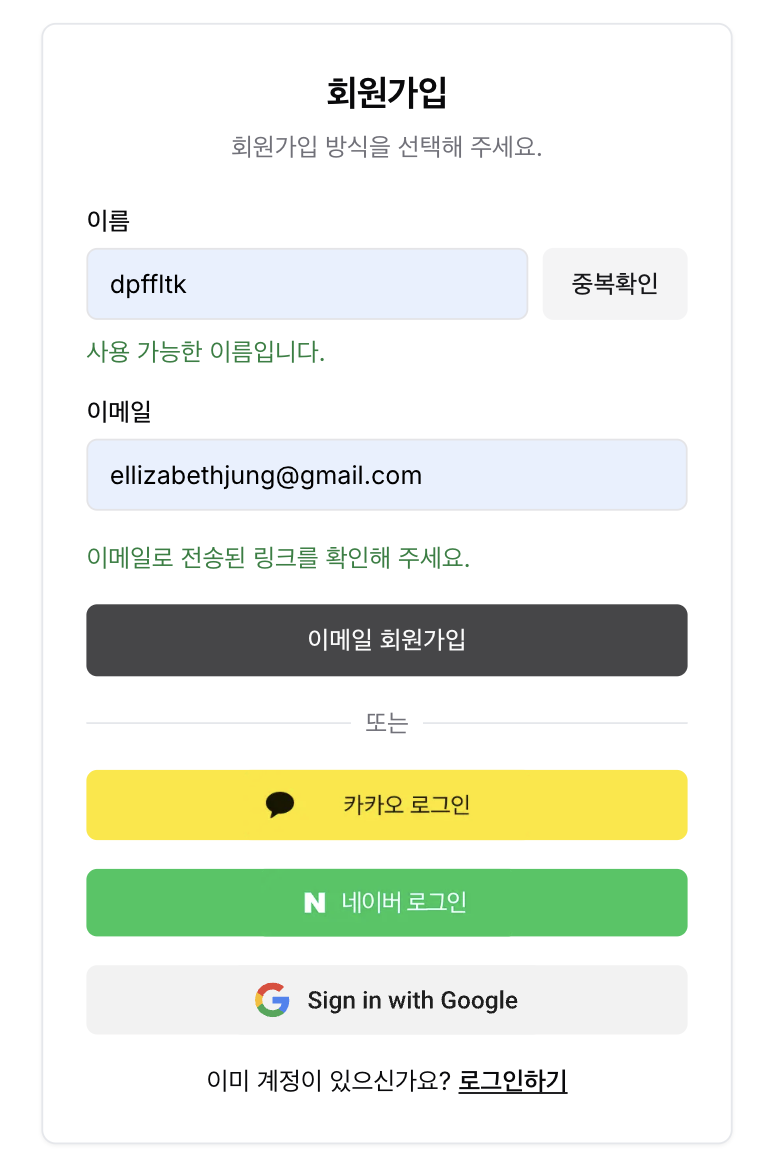 회원가입
회원가입 방식을 선택해 주세요.
이름
dpffltk
중복확인
사용 가능한 이름입니다.
이메일
ellizabethjung@gmail.com
이메일로 전송된 링크를 확인해 주세요.
이메일 회원가입
또는
카카오 로그인
N 네이버 로그인
G Sign in with Google
이미 계정이 있으신가요? 로그인하기